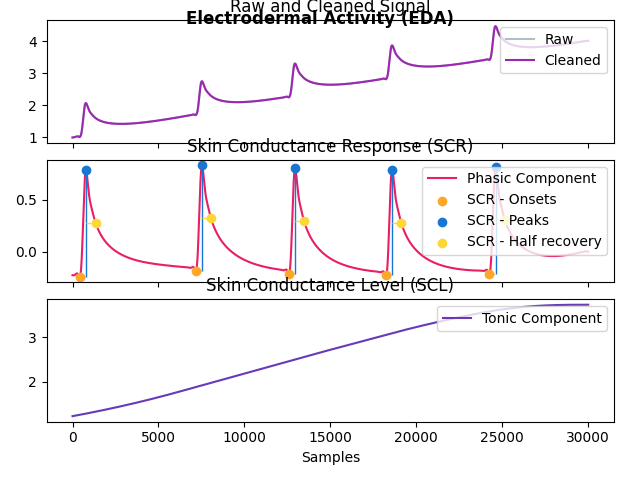 Raw and Cleaned Signal
Electrodermal Activity (EDA)
4
3
2
1
Raw
Cleaned
Skin Conductance Response (SCR)
0.5
0.0
Phasic Component
SCR - Onsets
SCR - Peaks
SCR - Half recovery
Skin Conductance Level (SCL)
3
2
Tonic Component
0 5000 10000 15000 20000 25000 30000
Samples